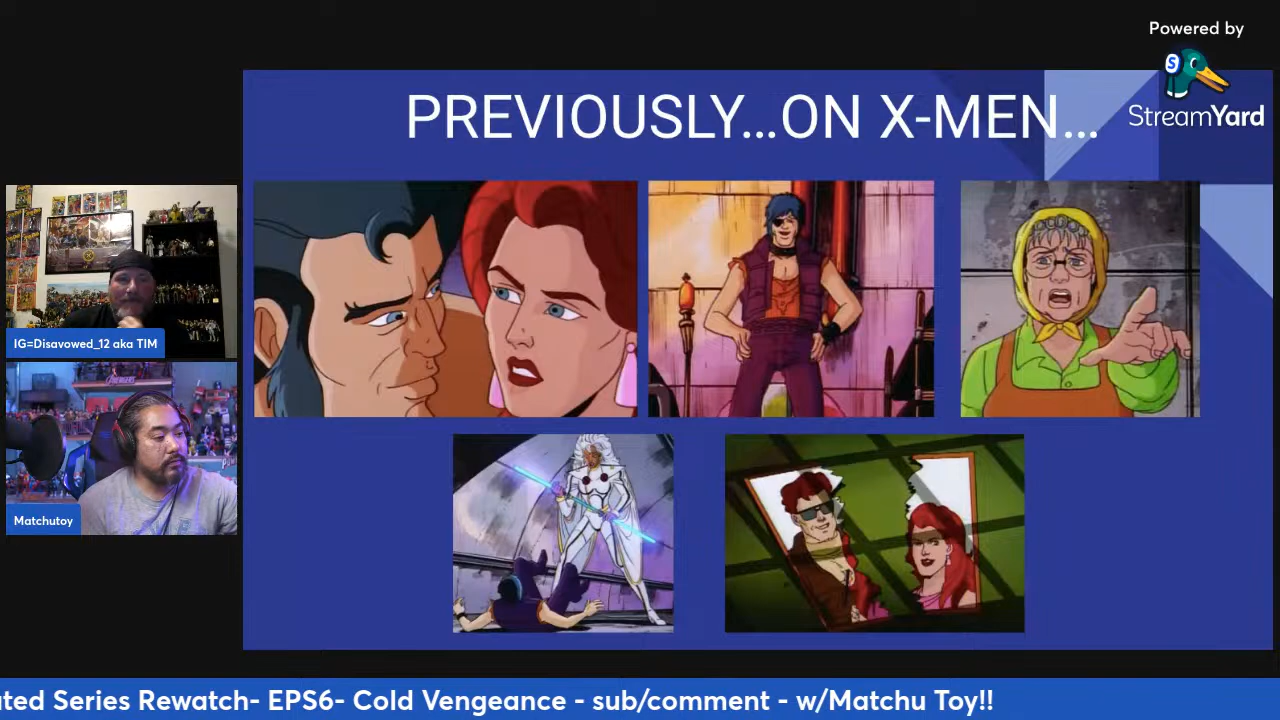 Powered by
StreamYard
PREVIOUSLY...ON X-MEN...
IG=Disavowed_12 aka TIM
AVENGERS
Matchutoy
ated Series Rewatch- EPS6- Cold Vengeance - sub/comment - w/Matchu Toy!!